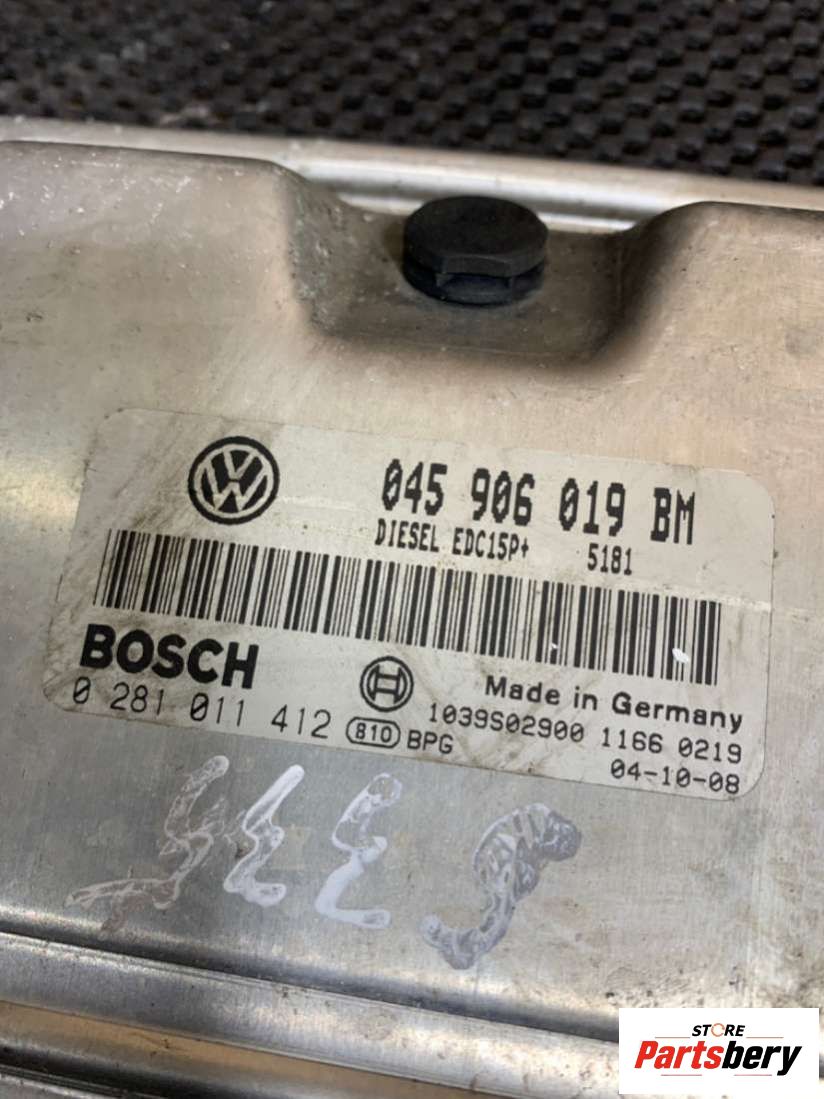 045 906 019 BM
DIESEL EDC15P+ 5181
BOSCH
Made in Germany
0 281 011 412 810 BPG 1039S02900 1166 0219
04-10-08
STORE
Partsbery